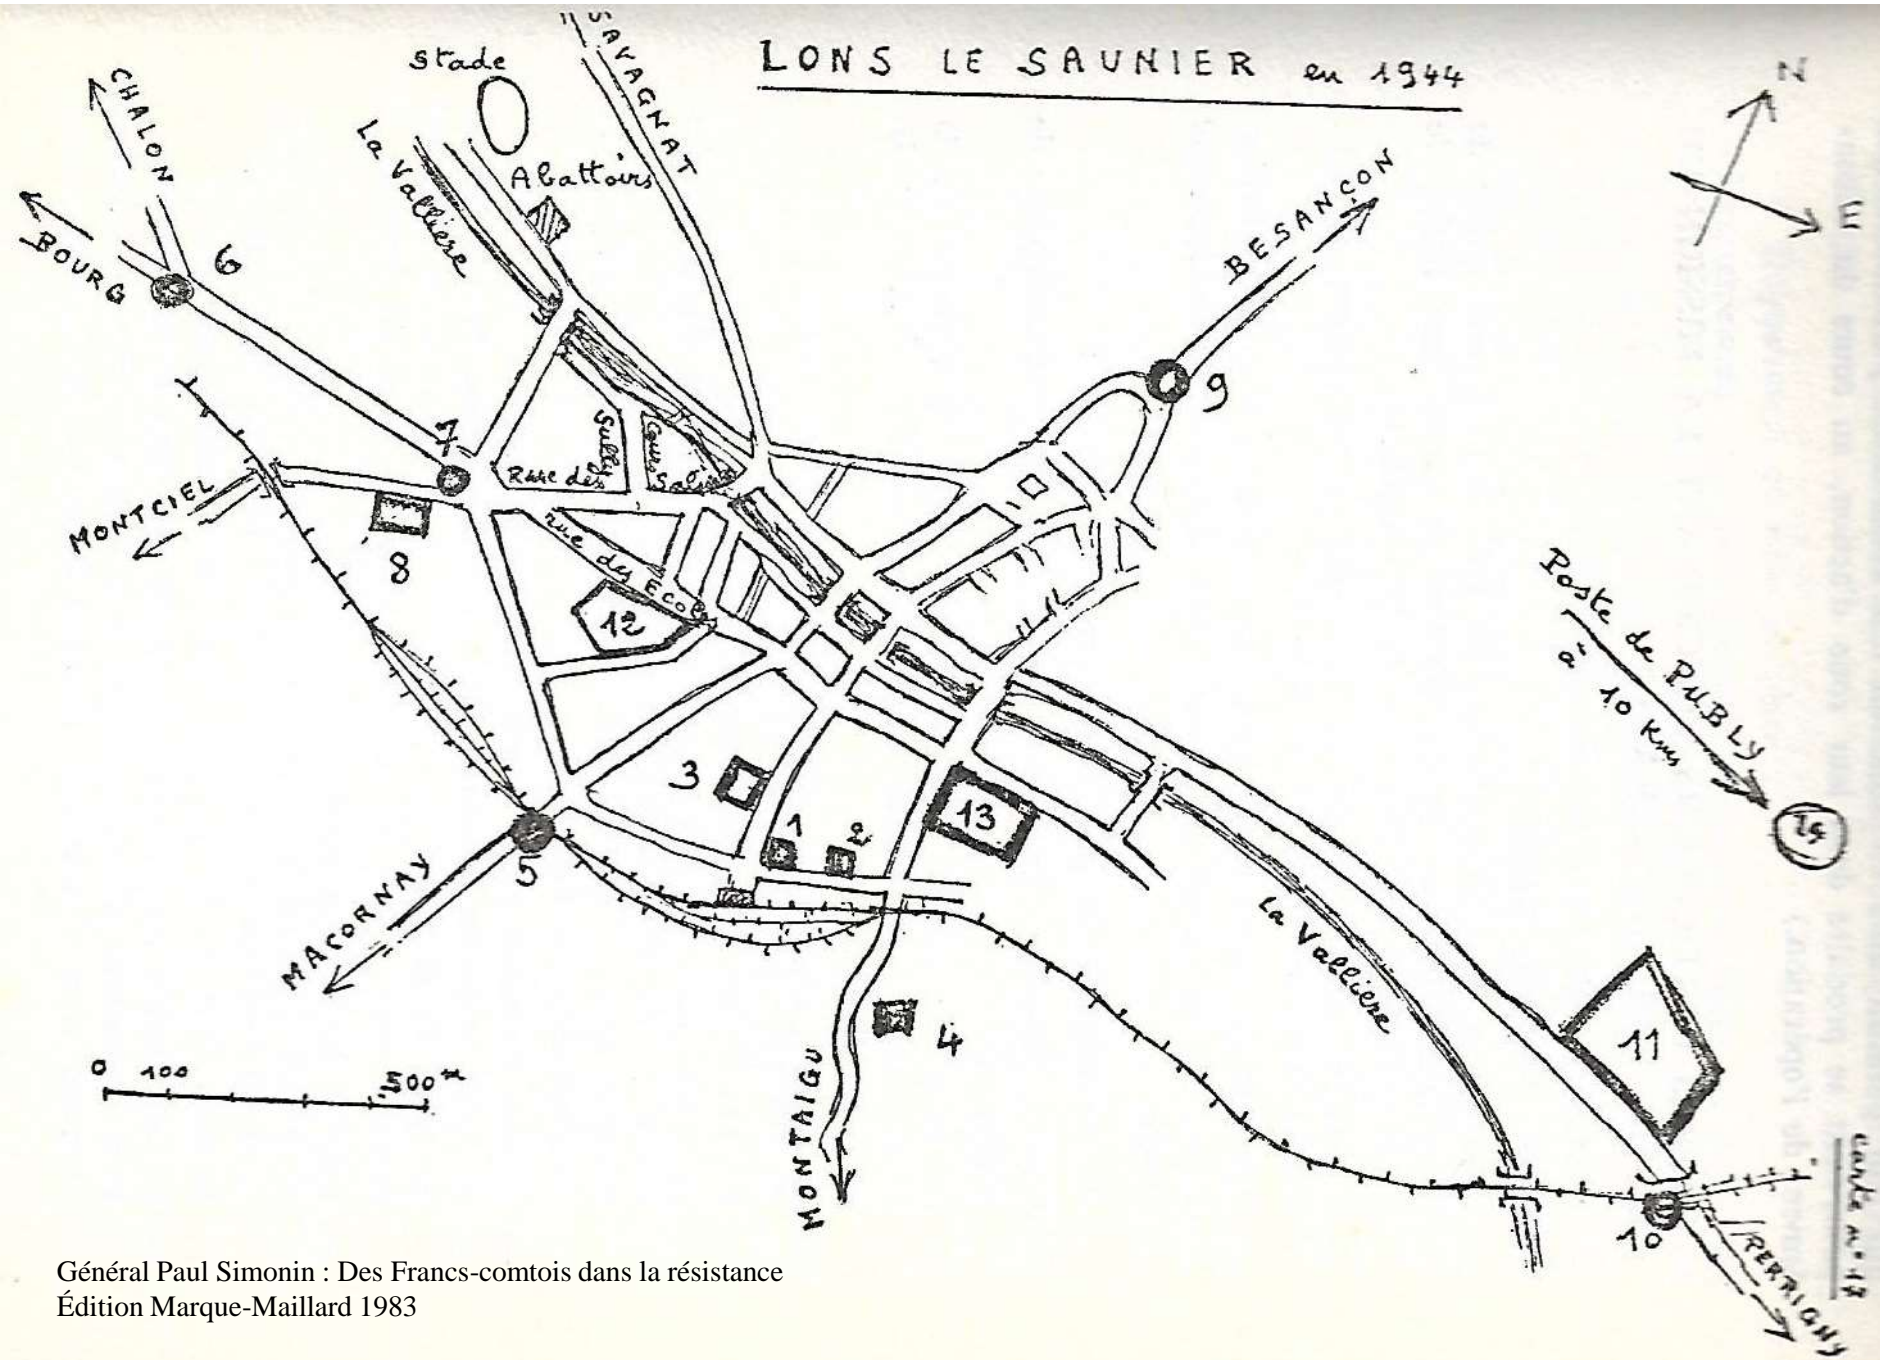 LONS LE SAUNIER en 1944
stade
SAVAGNAT
CHALON
La Vallière
Abattoirs
N
E
BESANÇON
BOURG
6
9
7
Sully
Cours
Rue des
MONTCIEL
8
rue des Ecoles
12
Poste de PUBLY
à 10 Kms
3
1
2
13
14
5
MACORNAY
La Vallière
4
11
0 100 500 m
MONTAIGU
10
PERRIGNY
carte n° 17
Général Paul Simonin : Des Francs-comtois dans la résistance
Édition Marque-Maillard 1983